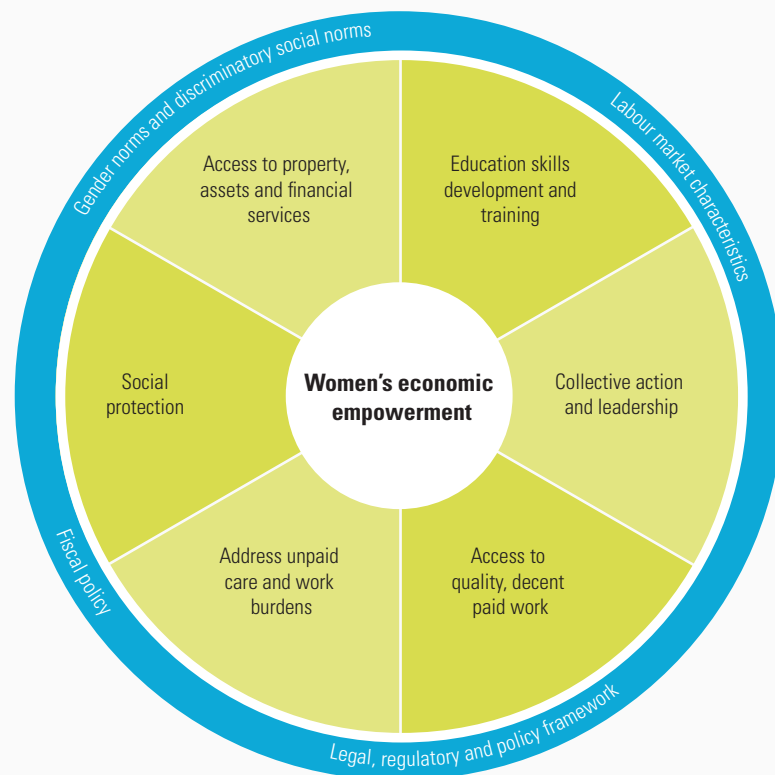 Gender norms and discriminatory social norms
Labour market characteristics
Access to property,
assets and financial
services
Education skills
development and
training
Social
protection
Women’s economic
empowerment
Collective action
and leadership
Address unpaid
care and work
burdens
Access to
quality, decent
paid work
Fiscal policy
Legal, regulatory and policy framework